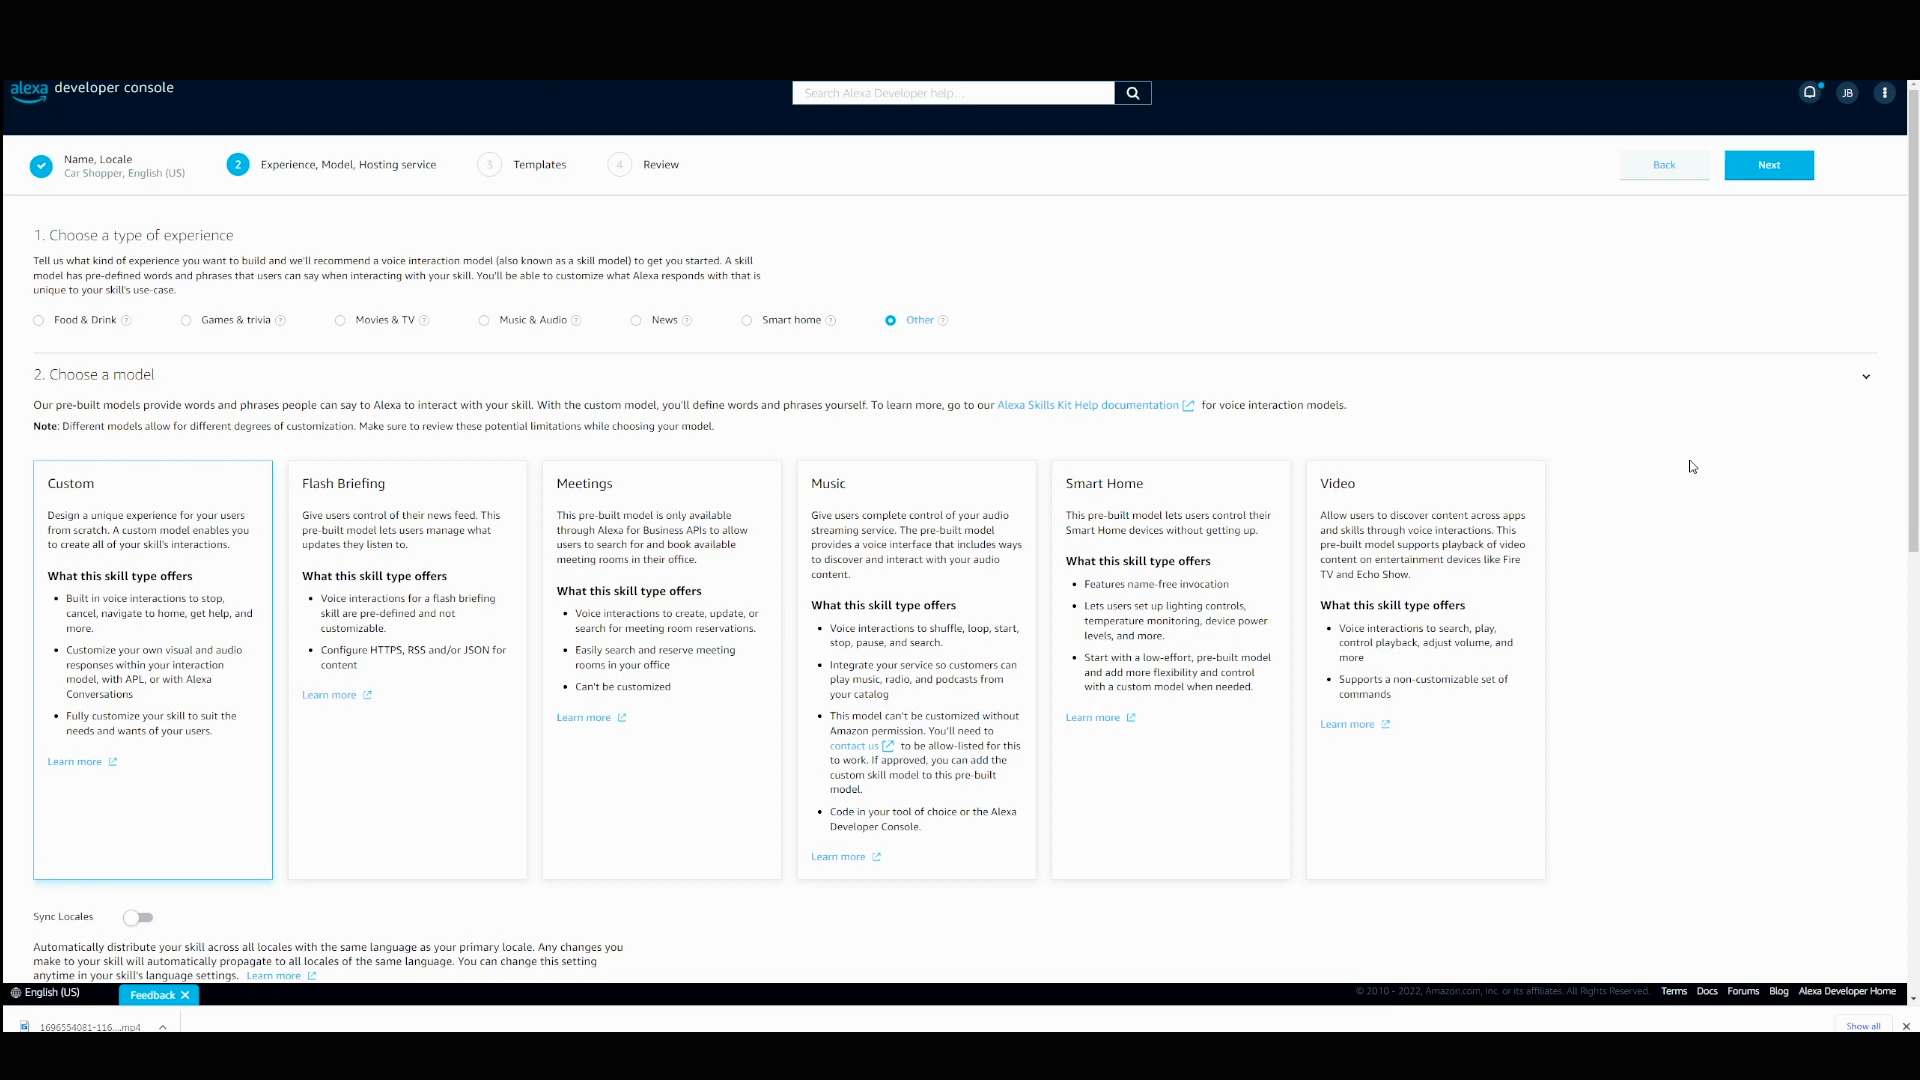 alexa developer console
Search Alexa Developer help...
JB
Name, Locale
Car Shopper, English (US)
2 Experience, Model, Hosting service
3 Templates
4 Review
Back
Next
1. Choose a type of experience
Tell us what kind of experience you want to build and we'll recommend a voice interaction model (also known as a skill model) to get you started. A skill
model has pre-defined words and phrases that users can say when interacting with your skill. You'll be able to customize what Alexa responds with that is
unique to your skill's use-case.
Food & Drink ? Games & trivia ? Movies & TV ? Music & Audio ? News ? Smart home ? Other ?
2. Choose a model
Our pre-built models provide words and phrases people can say to Alexa to interact with your skill. With the custom model, you'll define words and phrases yourself. To learn more, go to our Alexa Skills Kit Help documentation for voice interaction models.
Note: Different models allow for different degrees of customization. Make sure to review these potential limitations while choosing your model.
Custom
Design a unique experience for your users
from scratch. A custom model enables you
to create all of your skill's interactions.
What this skill type offers
• Built in voice interactions to stop,
cancel, navigate to home, get help, and
more.
• Customize your own visual and audio
responses within your interaction
model, with APL, or with Alexa
Conversations
• Fully customize your skill to suit the
needs and wants of your users.
Learn more
Flash Briefing
Give users control of their news feed. This
pre-built model lets users manage what
updates they listen to.
What this skill type offers
• Voice interactions for a flash briefing
skill are pre-defined and not
customizable.
• Configure HTTPS, RSS and/or JSON for
content
Learn more
Meetings
This pre-built model is only available
through Alexa for Business APIs to allow
users to search for and book available
meeting rooms in their office.
What this skill type offers
• Voice interactions to create, update, or
search for meeting room reservations.
• Easily search and reserve meeting
rooms in your office
• Can't be customized
Learn more
Music
Give users complete control of your audio
streaming service. The pre-built model
provides a voice interface that includes ways
to discover and interact with your audio
content.
What this skill type offers
• Voice interactions to shuffle, loop, start,
stop, pause, and search.
• Integrate your service so customers can
play music, radio, and podcasts from
your catalog
• This model can't be customized without
Amazon permission. You'll need to
contact us to be allow-listed for this
to work. If approved, you can add the
custom skill model to this pre-built
model.
• Code in your tool of choice or the Alexa
Developer Console.
Learn more
Smart Home
This pre-built model lets users control their
Smart Home devices without getting up.
What this skill type offers
• Features name-free invocation
• Lets users set up lighting controls,
temperature monitoring, device power
levels, and more.
• Start with a low-effort, pre-built model
and add more flexibility and control
with a custom model when needed.
Learn more
Video
Allow users to discover content across apps
and skills through voice interactions. This
pre-built model supports playback of video
content on entertainment devices like Fire
TV and Echo Show.
What this skill type offers
• Voice interactions to search, play,
control playback, adjust volume, and
more
• Supports a non-customizable set of
commands
Learn more
Sync Locales
Automatically distribute your skill across all locales with the same language as your primary locale. Any changes you
make to your skill will automatically propagate to all locales of the same language. You can change this setting
anytime in your skill's language settings. Learn more
English (US)
Feedback
© 2010 - 2022, Amazon.com, Inc. or its affiliates. All Rights Reserved. Terms Docs Forums Blog Alexa Developer Home
1696554081-116....mp4
Show all